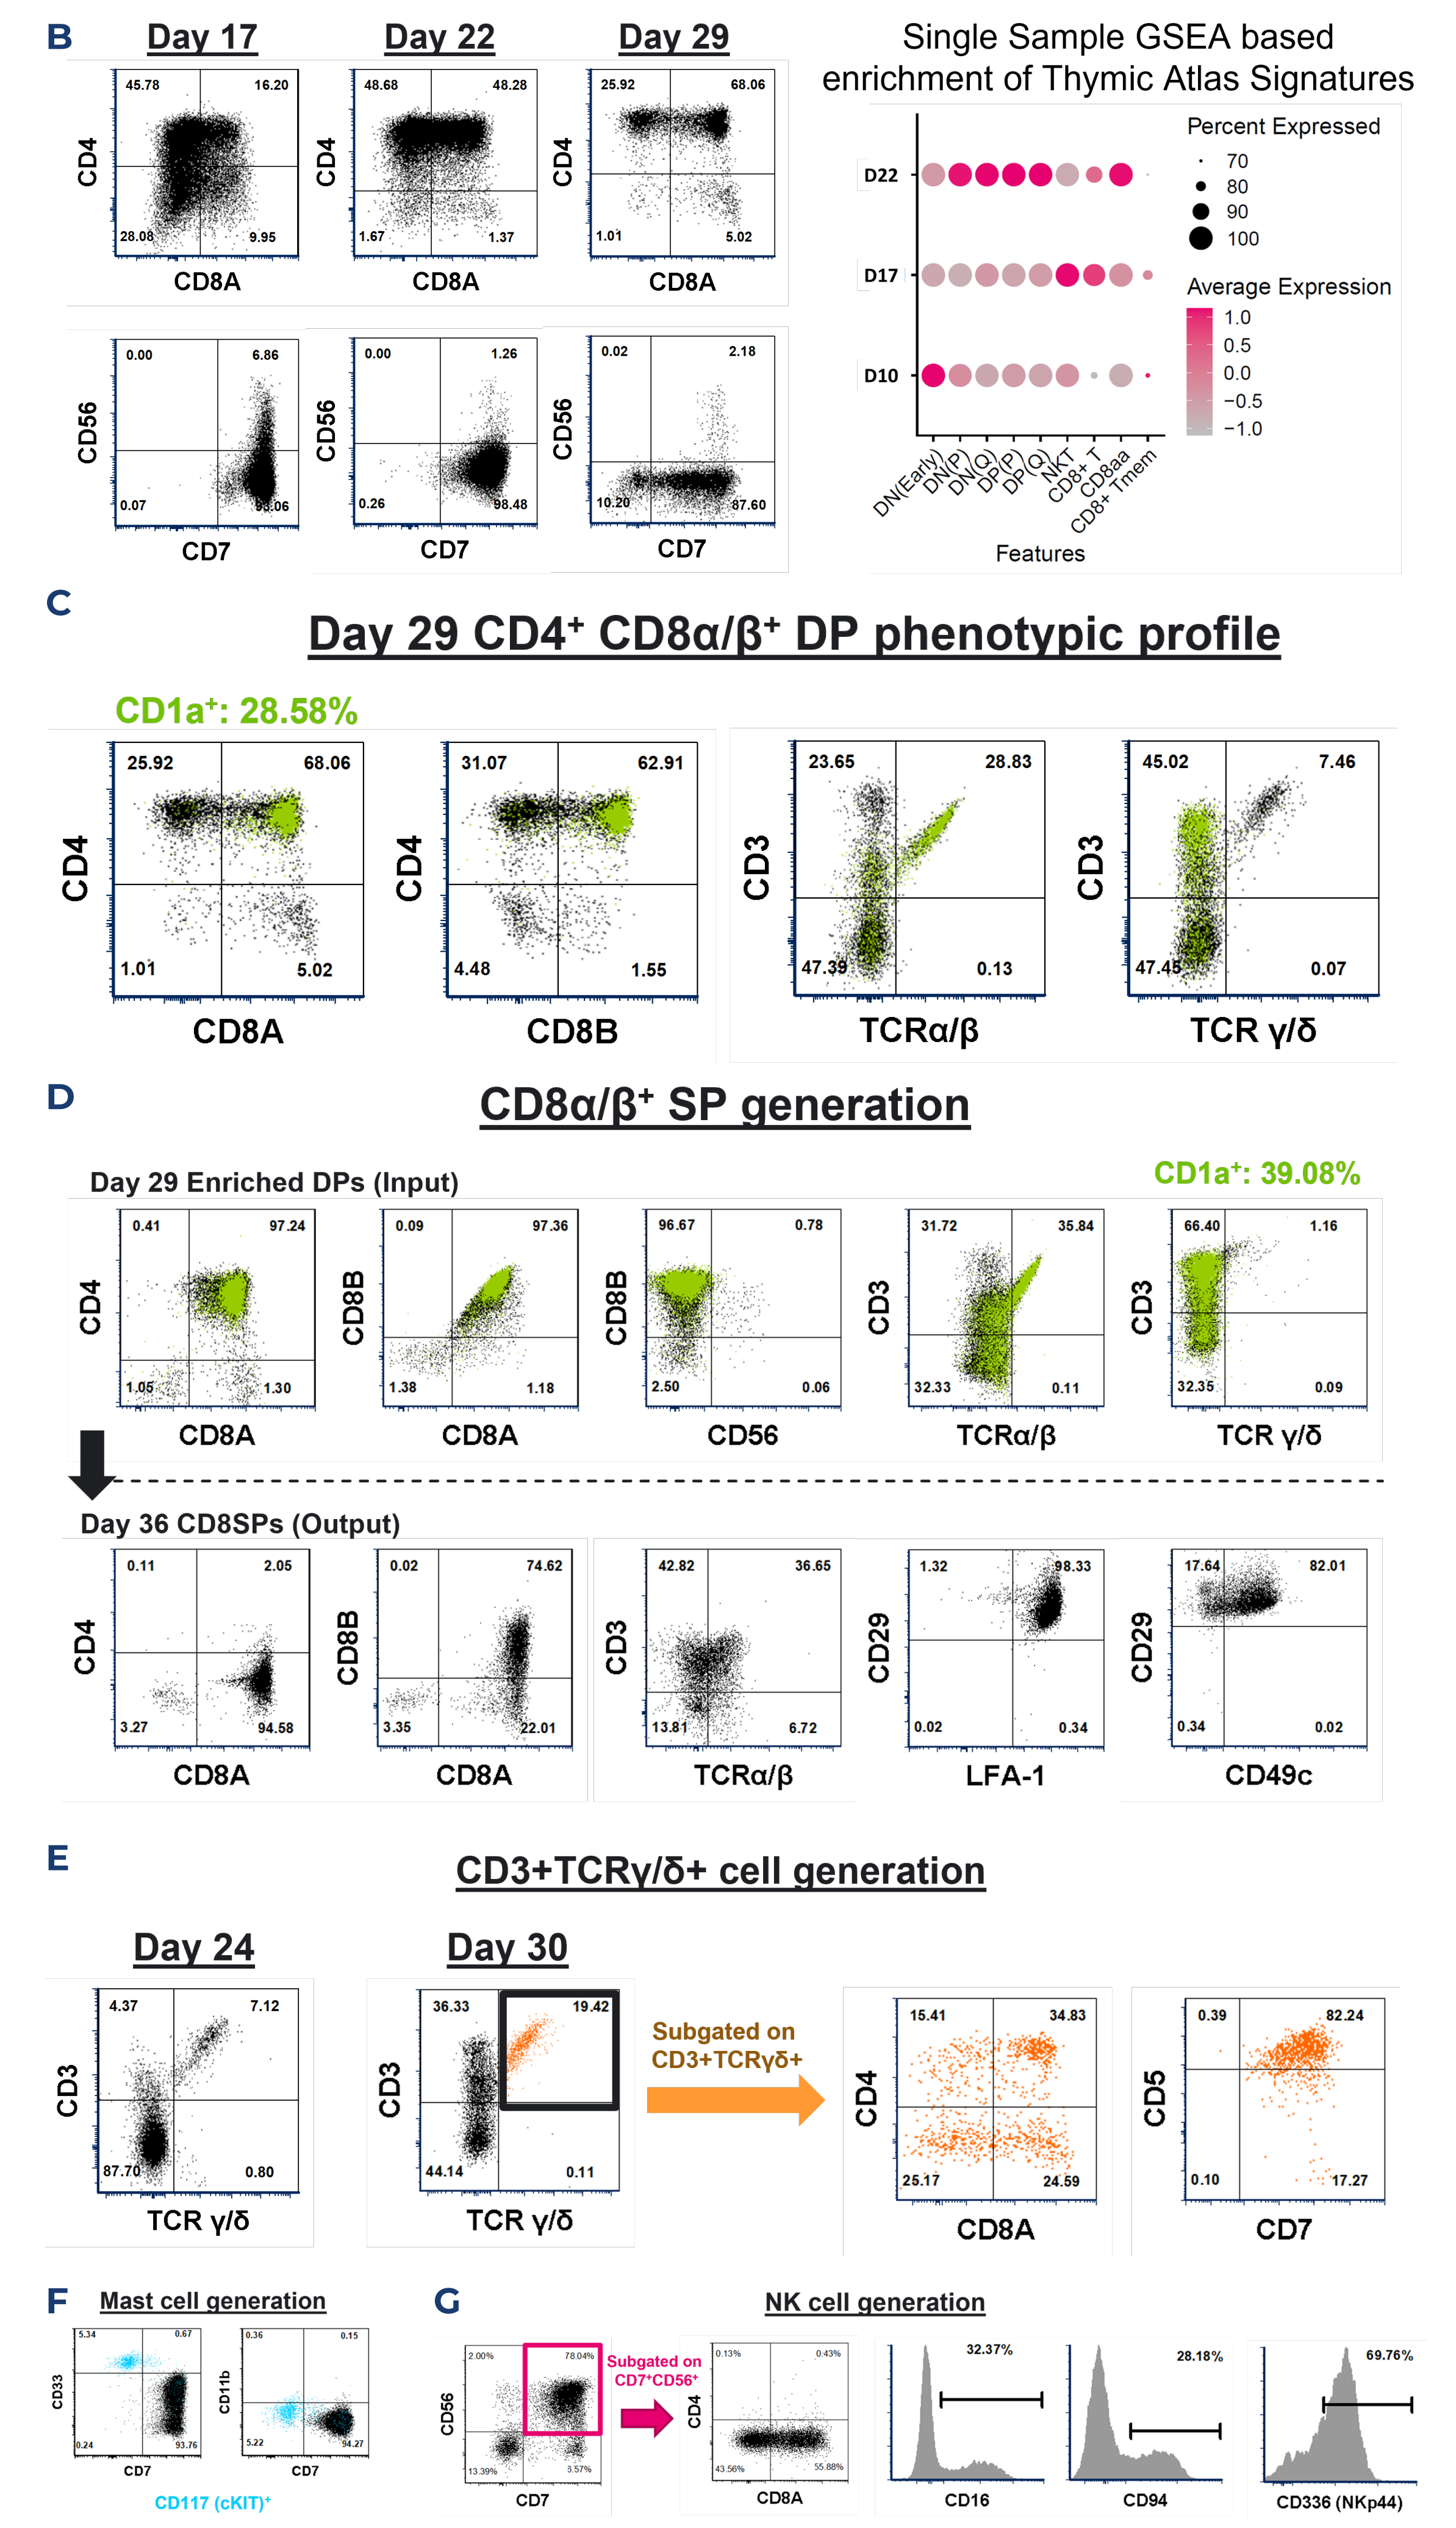 B
Day 17
Day 22
Day 29
Single Sample GSEA based
enrichment of Thymic Atlas Signatures
45.78
16.20
28.08
9.95
CD4
CD8A
48.68
48.28
1.67
1.37
CD4
CD8A
25.92
68.06
1.01
5.02
CD4
CD8A
0.00
6.86
0.07
93.06
CD56
CD7
0.00
1.26
0.26
98.48
CD56
CD7
0.02
2.18
10.20
87.60
CD56
CD7
D22
D17
D10
DN(Early)
DN(P)
DN(Q)
DP(P)
DP(Q)
NKT
CD8+ T
CD8aa
CD8+ Tmem
Features
Percent Expressed
70
80
90
100
Average Expression
1.0
0.5
0.0
−0.5
−1.0
C
Day 29 CD4+ CD8α/β+ DP phenotypic profile
CD1a+: 28.58%
25.92
68.06
1.01
5.02
CD4
CD8A
31.07
62.91
4.48
1.55
CD4
CD8B
23.65
28.83
47.39
0.13
CD3
TCRα/β
45.02
7.46
47.45
0.07
CD3
TCR γ/δ
D
CD8α/β+ SP generation
Day 29 Enriched DPs (Input)
CD1a+: 39.08%
0.41
97.24
1.05
1.30
CD4
CD8A
0.09
97.36
1.38
1.18
CD8B
CD8A
96.67
0.78
2.50
0.06
CD8B
CD56
31.72
35.84
32.33
0.11
CD3
TCRα/β
66.40
1.16
32.35
0.09
CD3
TCR γ/δ
Day 36 CD8SPs (Output)
0.11
2.05
3.27
94.58
CD4
CD8A
0.02
74.62
3.35
22.01
CD8B
CD8A
42.82
36.65
13.81
6.72
CD3
TCRα/β
1.32
98.33
0.02
0.34
CD29
LFA-1
17.64
82.01
0.34
0.02
CD29
CD49c
E
CD3+TCRγ/δ+ cell generation
Day 24
Day 30
4.37
7.12
87.70
0.80
CD3
TCR γ/δ
36.33
19.42
44.14
0.11
CD3
TCR γ/δ
Subgated on
CD3+TCRγδ+
15.41
34.83
25.17
24.59
CD4
CD8A
0.39
82.24
0.10
17.27
CD5
CD7
F
Mast cell generation
5.34
0.67
0.24
93.76
CD33
CD7
0.36
0.15
5.22
94.27
CD11b
CD7
CD117 (cKIT)+
G
NK cell generation
2.00%
78.04%
13.39%
6.57%
CD56
CD7
Subgated on
CD7+CD56+
0.13%
0.43%
43.56%
55.88%
CD4
CD8A
32.37%
CD16
28.18%
CD94
69.76%
CD336 (NKp44)